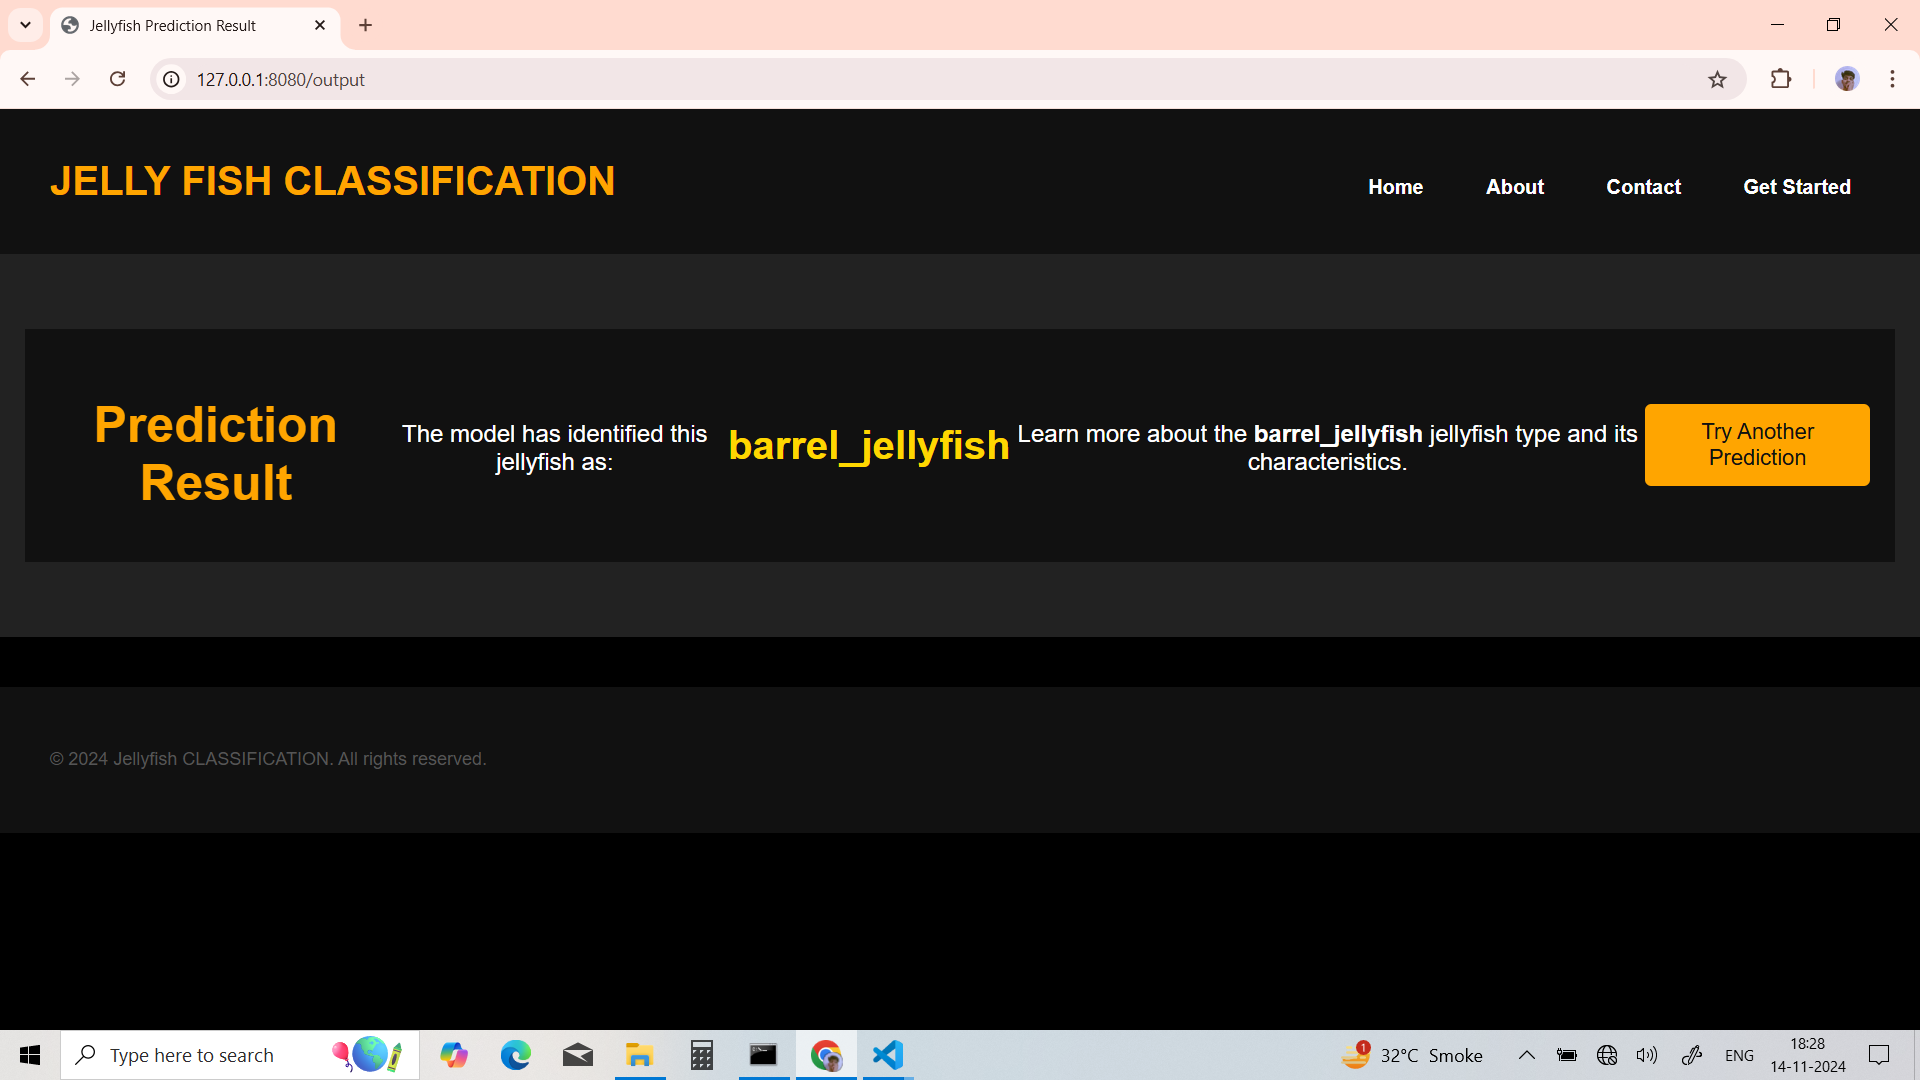 Jellyfish Prediction Result
127.0.0.1:8080/output
JELLY FISH CLASSIFICATION
Home
About
Contact
Get Started
Prediction
Result
The model has identified this
jellyfish as:
barrel_jellyfish
Learn more about the barrel_jellyfish jellyfish type and its
characteristics.
Try Another
Prediction
© 2024 Jellyfish CLASSIFICATION. All rights reserved.
Type here to search
1
32°C Smoke
ENG
18:28
14-11-2024